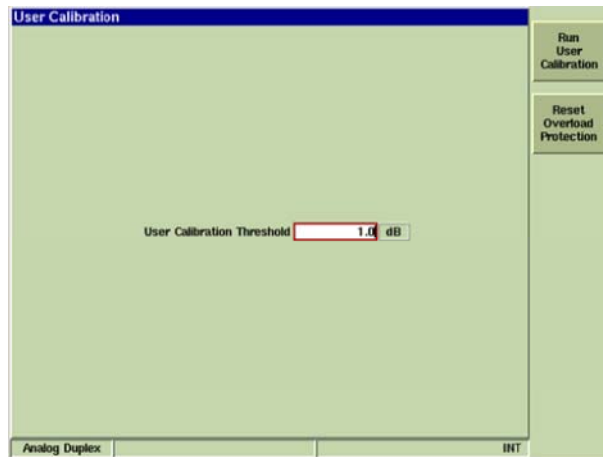 User Calibration
Run
User
Calibration
Reset
Overload
Protection
User Calibration Threshold 1.0 dB
Analog Duplex INT